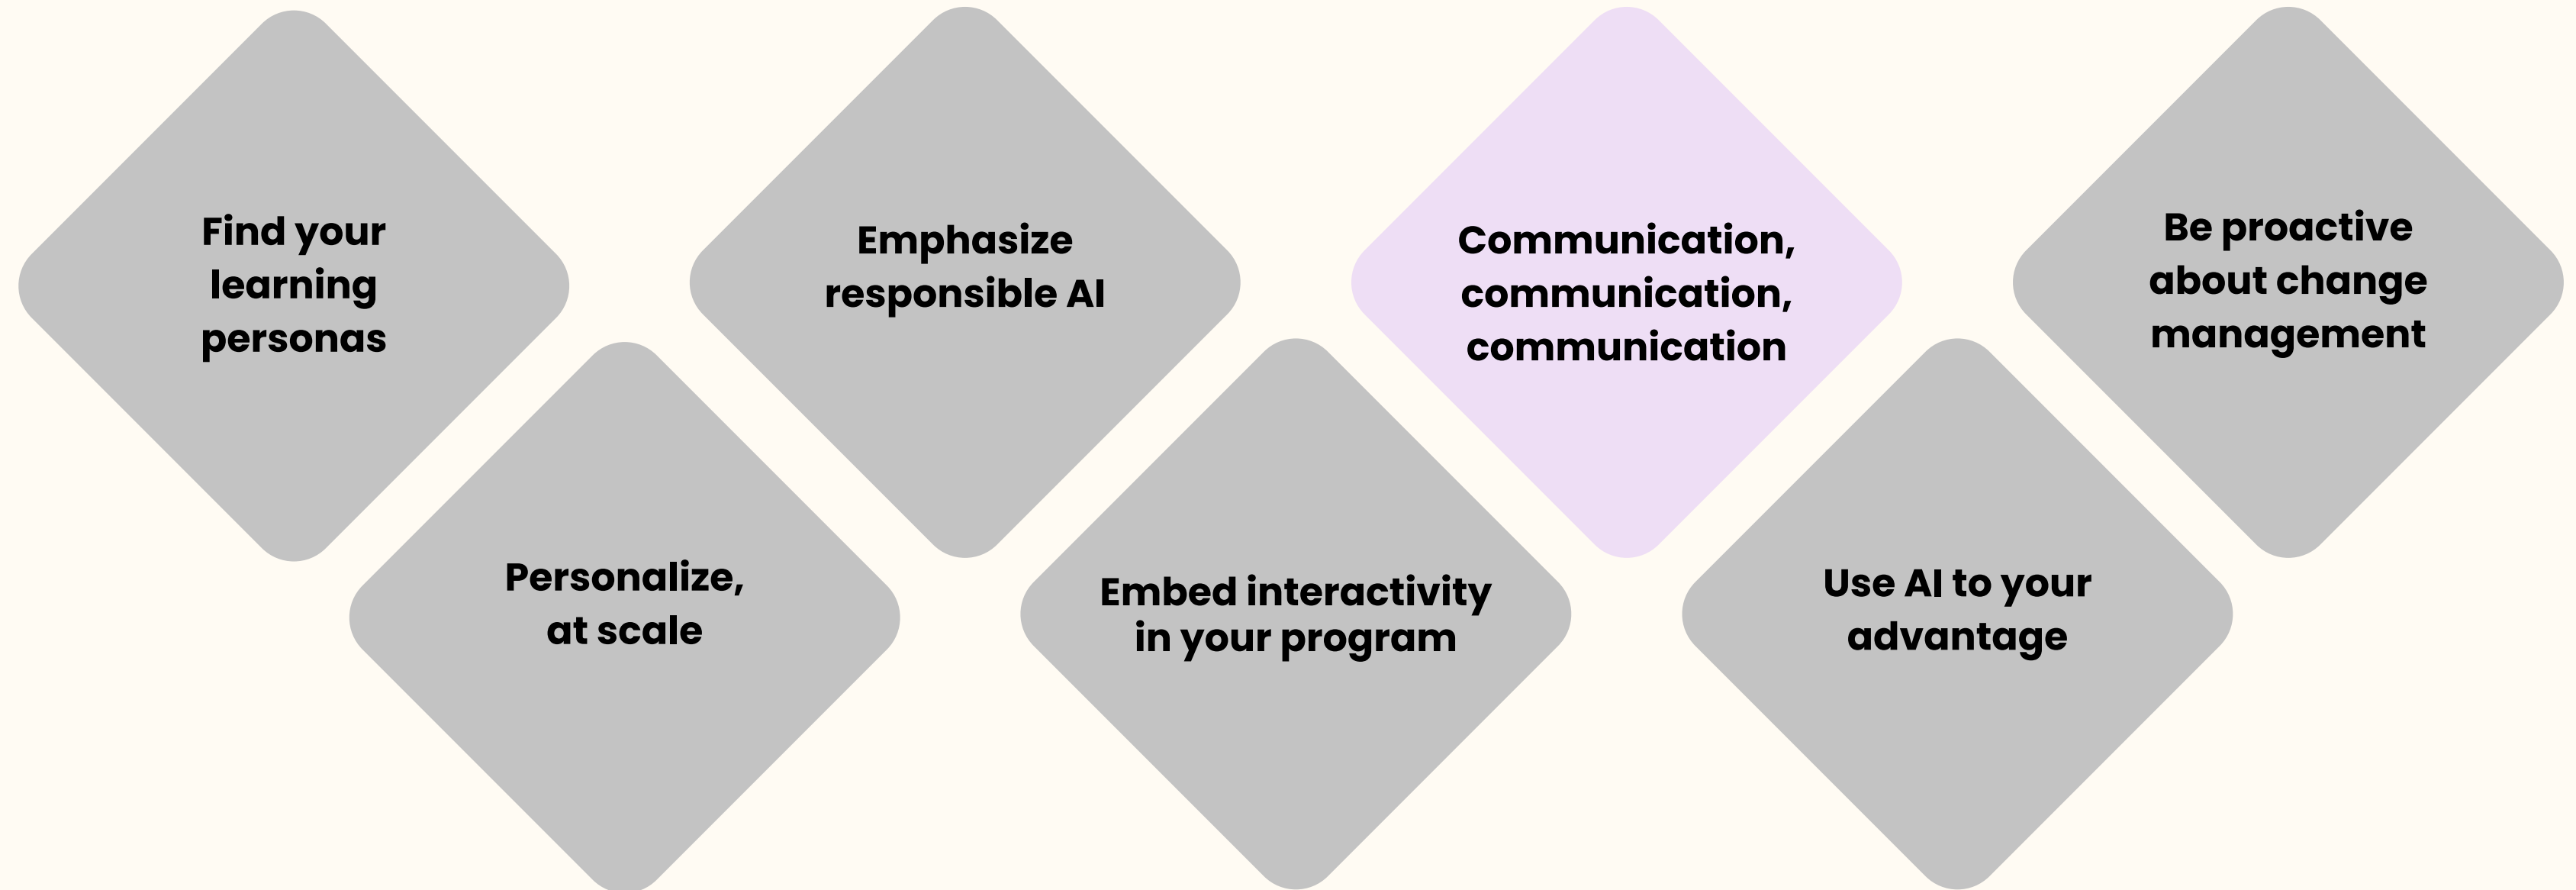 Find your
learning
personas
Personalize,
at scale
Emphasize
responsible AI
Embed interactivity
in your program
Communication,
communication,
communication
Use AI to your
advantage
Be proactive
about change
management